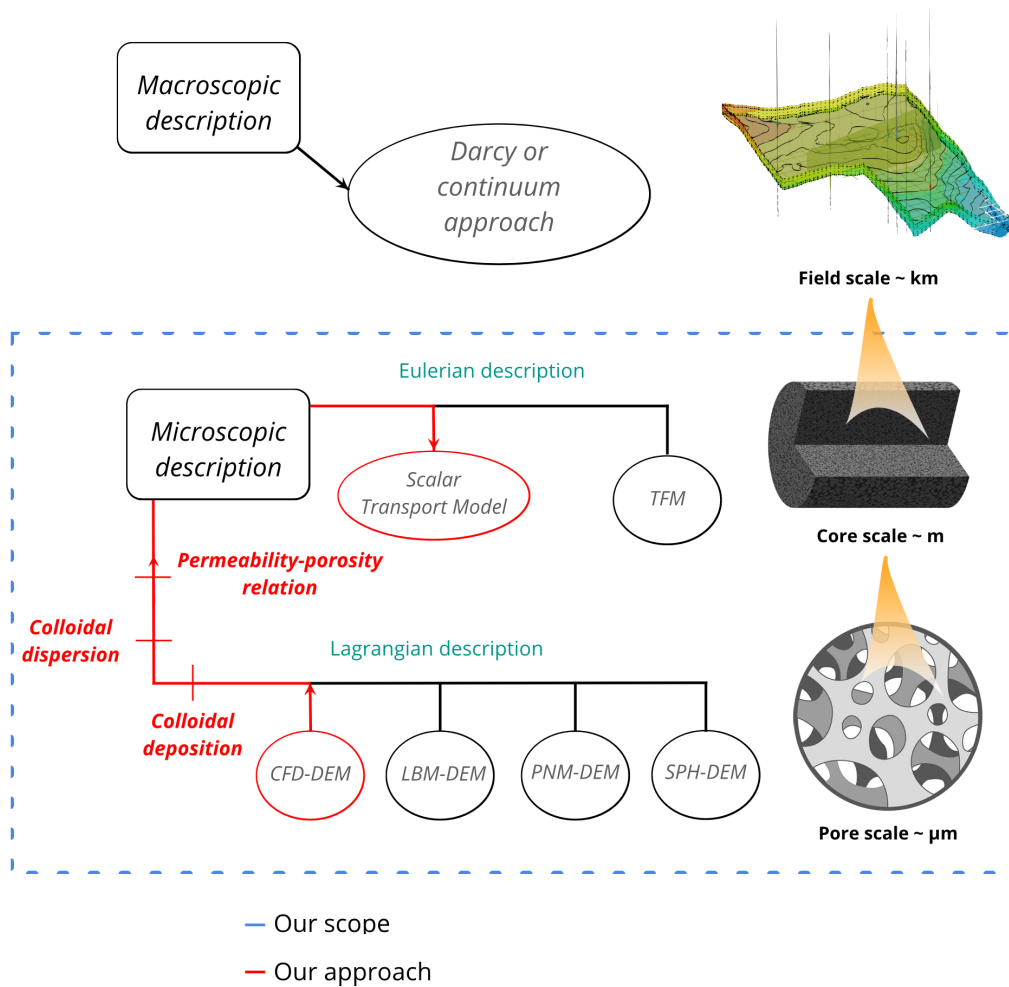 Macroscopic
description
Darcy or
continuum
approach
Field scale ~ km
Eulerian description
Microscopic
description
Scalar
Transport Model
TFM
Core scale ~ m
Permeability-porosity
relation
Colloidal
dispersion
Lagrangian description
Colloidal
deposition
CFD-DEM
LBM-DEM
PNM-DEM
SPH-DEM
Pore scale ~ µm
Our scope
Our approach